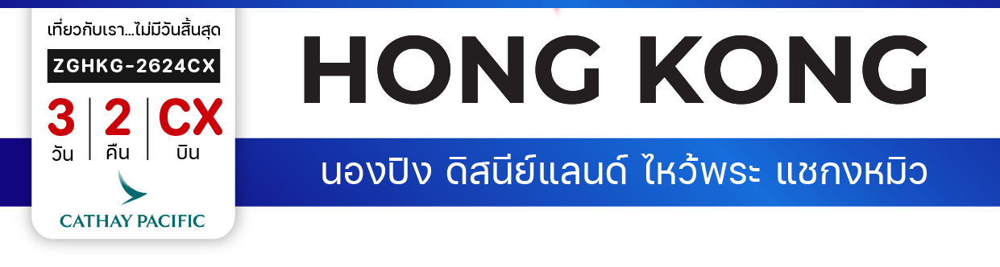 เที่ยวกับเรา...ไม่มีวันสิ้นสุด
ZGHKG-2624CX
3 วัน
2 คืน
CX บิน
CATHAY PACIFIC
HONG KONG
นองปิง ดิสนีย์แลนด์ ไหว้พระ แชกงหมิว